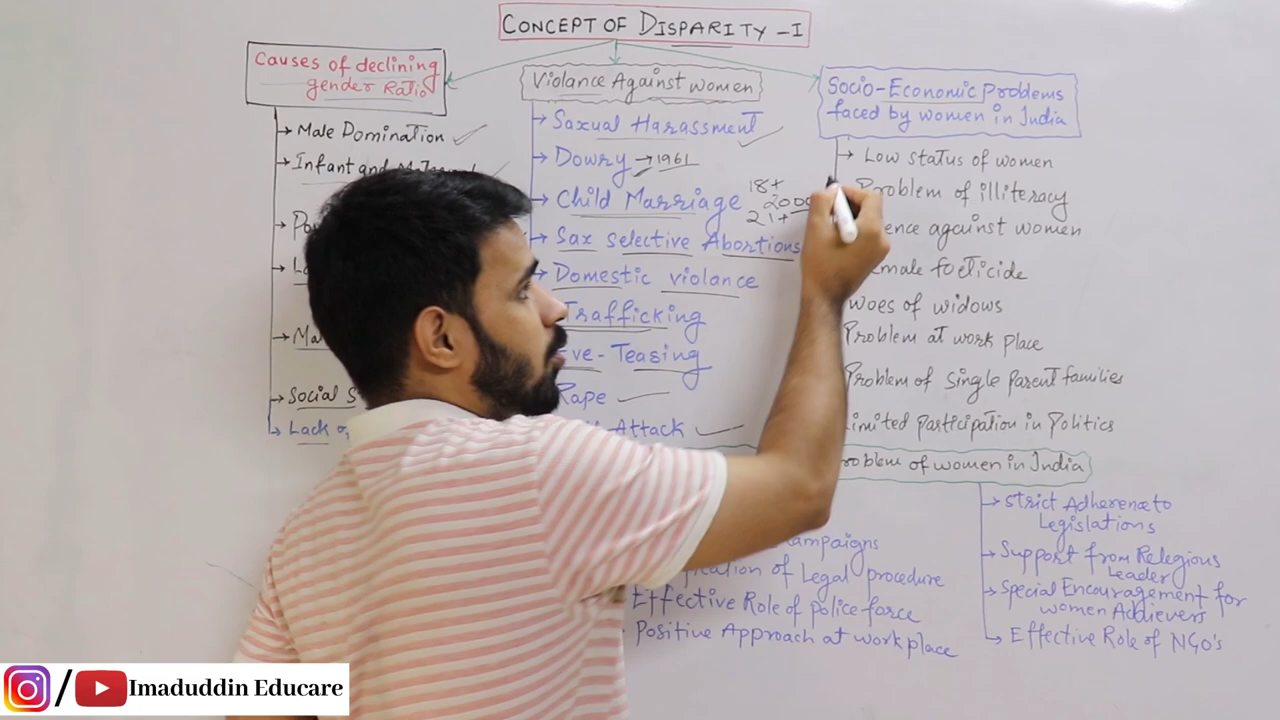 CONCEPT OF DISPARITY -I
Causes of declining
gender Ratio
Male Domination
Infant and
Social
Lack
Violance Against women
Saxual Harassment
Dowry → 1961
Child Marriage
18+
2000
21+
Sax selective Abortions
Domestic violance
Trafficking
Eve-Teasing
Rape
Attack
Socio-Economic Problems
faced by women in India
Low status of women
Problem of illiteracy
against women
foeticide
woes of widows
Problem at work place
Problem of Single parent families
Limited participation in Politics
Problem of women in India
campaigns
of Legal procedure
Effective Role of police force
Positive Approach at work place
Strict Adherence to
Legislations
Support from Relegious
Leader
Special Encouragement for
women Achievers
Effective Role of NGO's
Imaduddin Educare